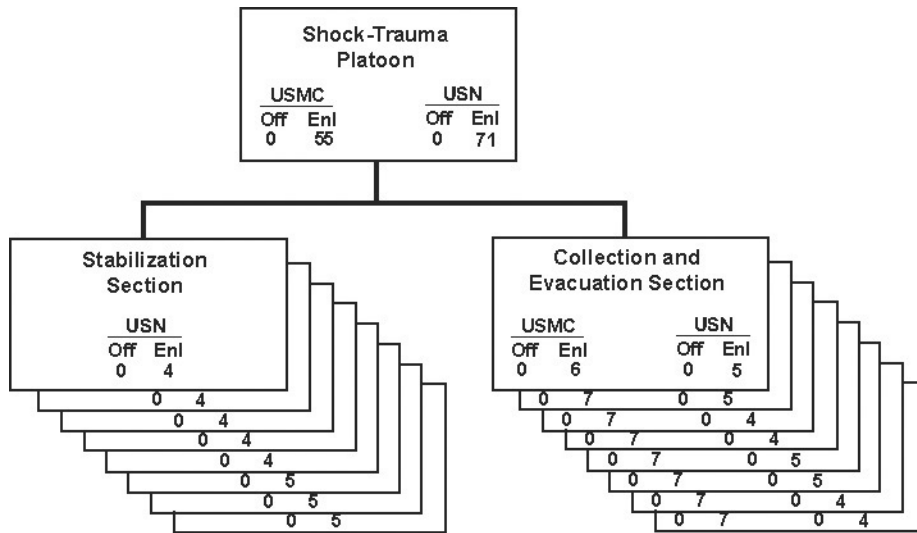 Shock-Trauma
Platoon
USMC USN
Off Enl Off Enl
0 55 0 71
Stabilization
Section
USN
Off Enl
0 4
0 4
0 4
0 4
0 4
0 5
0 5
0 5
Collection and
Evacuation Section
USMC USN
Off Enl Off Enl
0 6 0 5
0 7 0 5
0 7 0 4
0 7 0 4
0 7 0 5
0 7 0 5
0 7 0 4
0 7 0 4